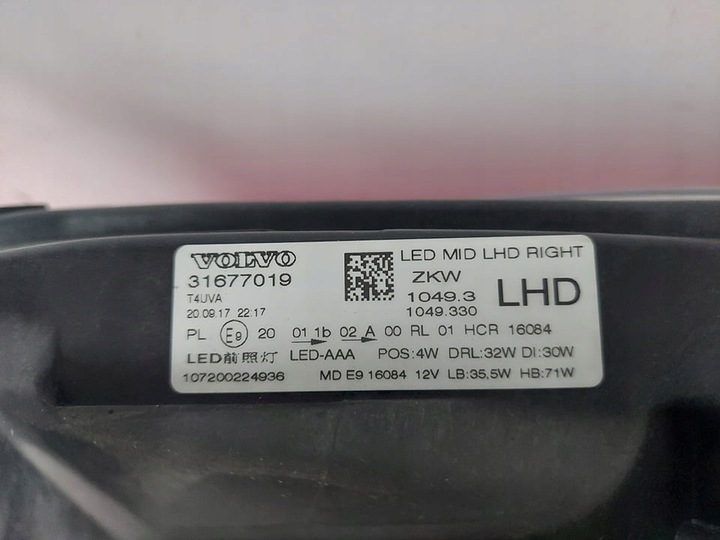 VOLVO
31677019
T4UVA
20.09.17 22.17
LED MID LHD RIGHT
ZKW
1049.3
1049.330
LHD
PL E9 20 01 1b 02 A 00 RL 01 HCR 16084
LED前照灯 LED-AAA POS:4W DRL:32W DI:30W
107200224936 MD E9 16084 12V LB:35,5W HB:71W